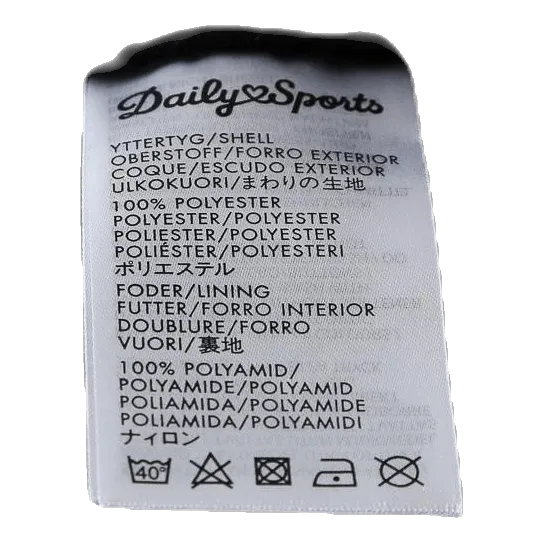 Daily Sports
YTTERTYG/SHELL
OBERSTOFF/FORRO EXTERIOR
COQUE/ESCUDO EXTERIOR
ULKOKUORI/まわりの生地
100% POLYESTER
POLYESTER/POLYESTER
POLIESTER/POLYESTER
POLIÉSTER/POLYESTERI
ポリエステル
FODER/LINING
FUTTER/FORRO INTERIOR
DOUBLURE/FORRO
VUORI/裏地
100% POLYAMID/
POLYAMIDE/POLYAMID
POLIAMIDA/POLYAMIDE
POLIAMIDA/POLYAMIDI
ナイロン
40°